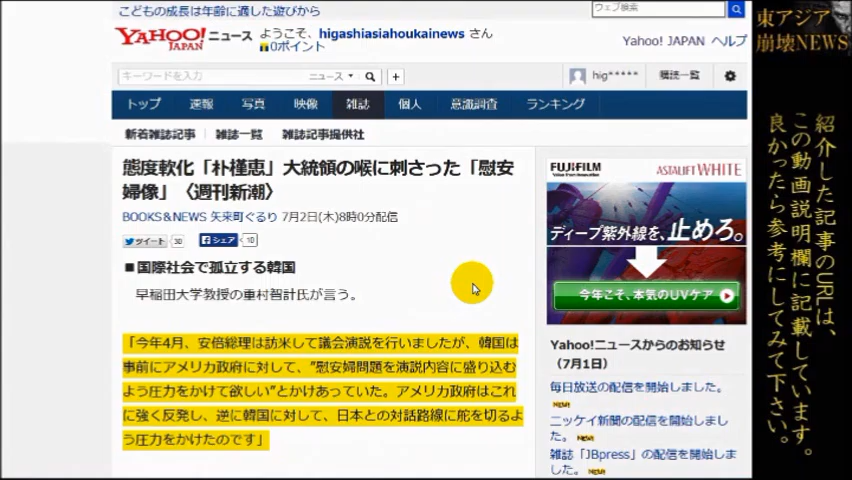 こどもの成長は年齢に適した遊びから
ウェブ検索
YAHOO! JAPAN ニュース
ようこそ、higashiasiahoukainews さん
0ポイント
Yahoo! JAPAN ヘルプ
キーワードを入力
ニュース
+
hig*****
購読一覧
トップ 速報 写真 映像 雑誌 個人 意識調査 ランキング
新着雑誌記事 雑誌一覧 雑誌記事提供社
態度軟化「朴槿恵」大統領の喉に刺さった「慰安
婦像」〈週刊新潮〉
BOOKS&NEWS 矢来町ぐるり 7月2日(木)8時0分配信
ツイート 30 シェア 10
■国際社会で孤立する韓国
早稲田大学教授の重村智計氏が言う。
「今年4月、安倍総理は訪米して議会演説を行いましたが、韓国は
事前にアメリカ政府に対して、"慰安婦問題を演説内容に盛り込む
よう圧力をかけて欲しい"とかけあっていた。アメリカ政府はこれ
に強く反発し、逆に韓国に対して、日本との対話路線に舵を切るよ
う圧力をかけたのです」
FUJIFILM
ASTALIFT WHITE
ディープ紫外線を、止めろ。
今年こそ、本気のUVケア
Yahoo!ニュースからのお知らせ
（7月1日）
毎日放送の配信を開始しました。
NEW!
ニッケイ新聞の配信を開始しまし
た。 NEW!
雑誌「JBpress」の配信を開始しま
した。 NEW!
東アジア
崩壊NEWS
紹介した記事のURLは、
この動画説明欄に記載しています。
良かったら参考にしてみて下さい。